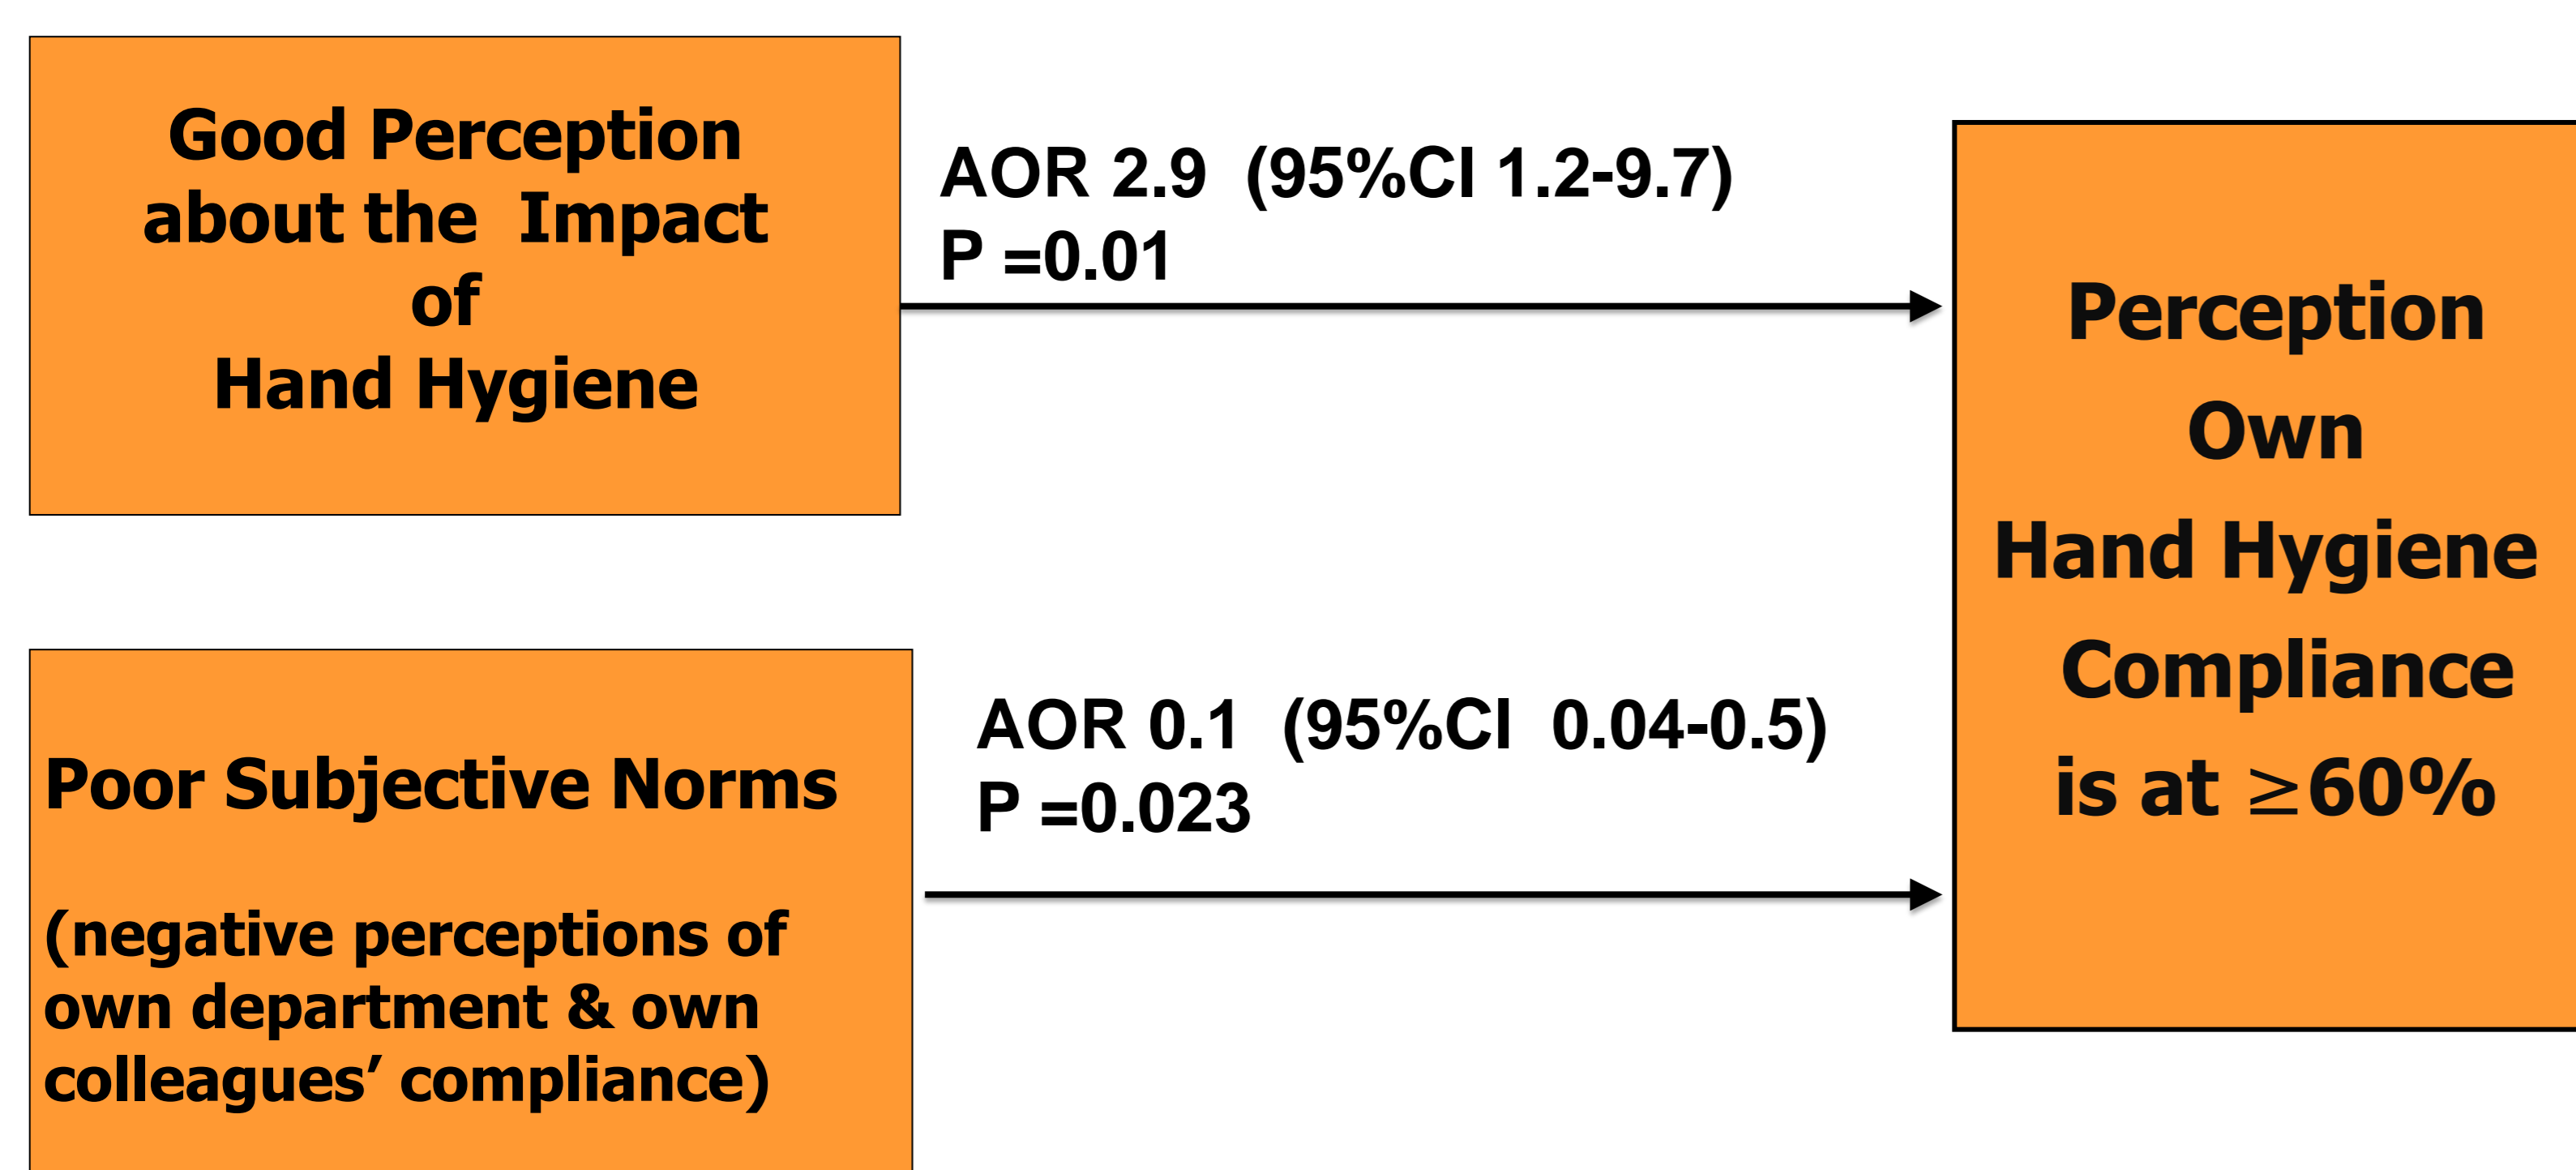 Good Perception
about the Impact
of
Hand Hygiene
AOR 2.9 (95%CI 1.2-9.7)
P =0.01
Poor Subjective Norms
(negative perceptions of
own department & own
colleagues’ compliance)
AOR 0.1 (95%CI 0.04-0.5)
P =0.023
Perception
Own
Hand Hygiene
Compliance
is at ≥60%